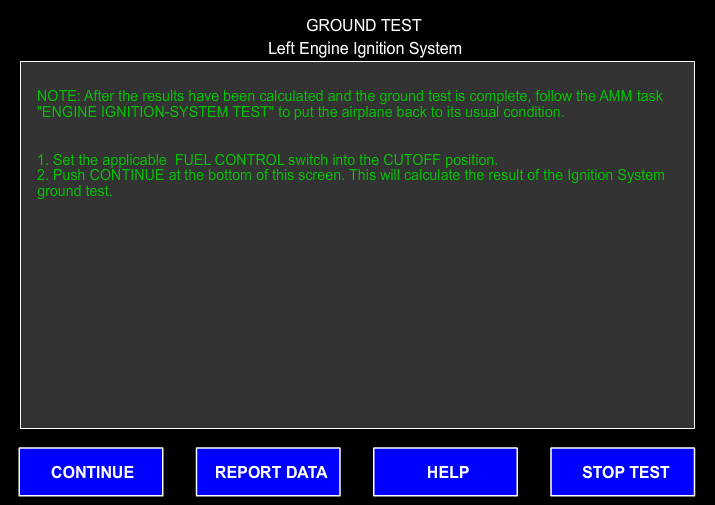 GROUND TEST
Left Engine Ignition System
NOTE: After the results have been calculated and the ground test is complete, follow the AMM task
"ENGINE IGNITION-SYSTEM TEST" to put the airplane back to its usual condition.
1. Set the applicable  FUEL CONTROL switch into the CUTOFF position.
2. Push CONTINUE at the bottom of this screen. This will calculate the result of the Ignition System
ground test.
CONTINUE
REPORT DATA
HELP
STOP TEST